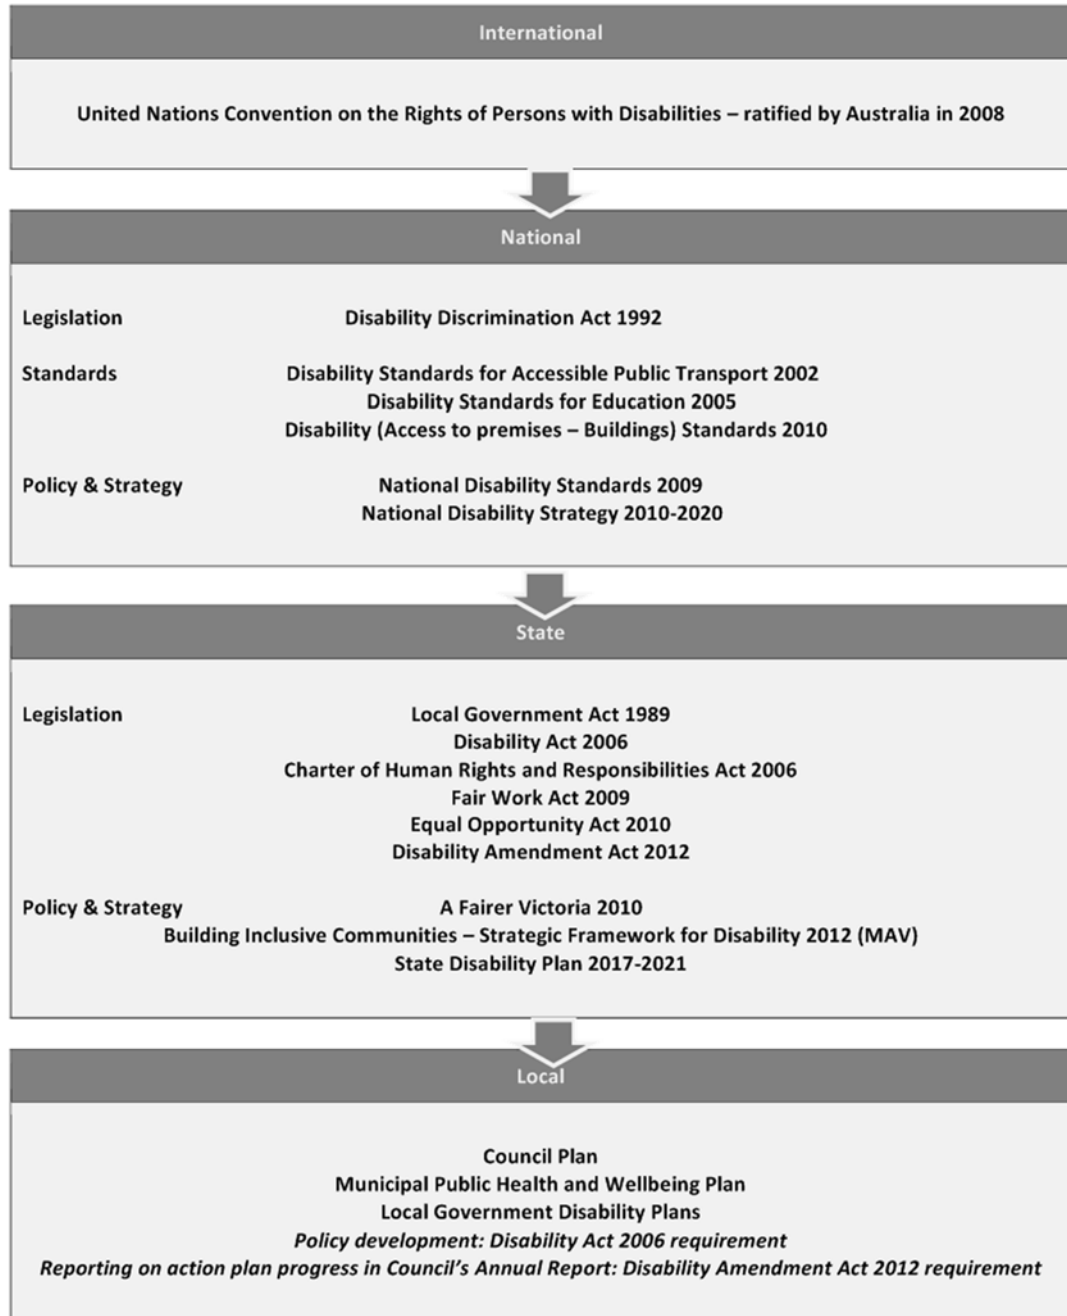 International
United Nations Convention on the Rights of Persons with Disabilities – ratified by Australia in 2008
National
Legislation Disability Discrimination Act 1992
Standards Disability Standards for Accessible Public Transport 2002
Disability Standards for Education 2005
Disability (Access to premises – Buildings) Standards 2010
Policy & Strategy National Disability Standards 2009
National Disability Strategy 2010-2020
State
Legislation Local Government Act 1989
Disability Act 2006
Charter of Human Rights and Responsibilities Act 2006
Fair Work Act 2009
Equal Opportunity Act 2010
Disability Amendment Act 2012
Policy & Strategy A Fairer Victoria 2010
Building Inclusive Communities – Strategic Framework for Disability 2012 (MAV)
State Disability Plan 2017-2021
Local
Council Plan
Municipal Public Health and Wellbeing Plan
Local Government Disability Plans
Policy development: Disability Act 2006 requirement
Reporting on action plan progress in Council's Annual Report: Disability Amendment Act 2012 requirement